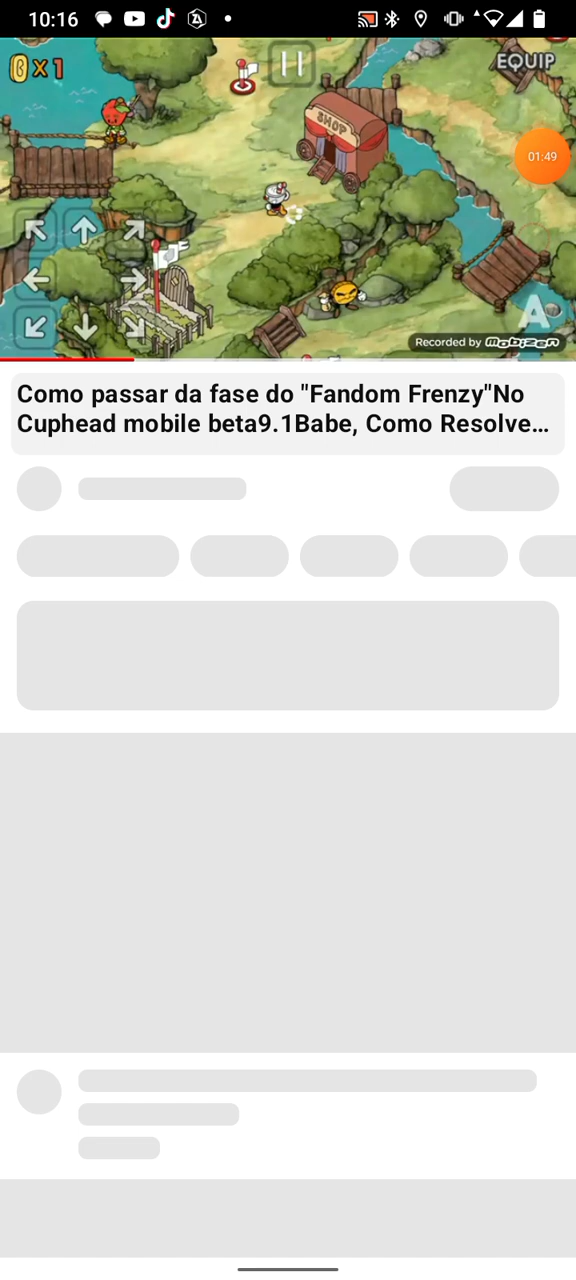 10:16
x1
EQUIP
SHOP
01:49
A
Recorded by mobizen
Como passar da fase do "Fandom Frenzy"No
Cuphead mobile beta9.1Babe, Como Resolve...